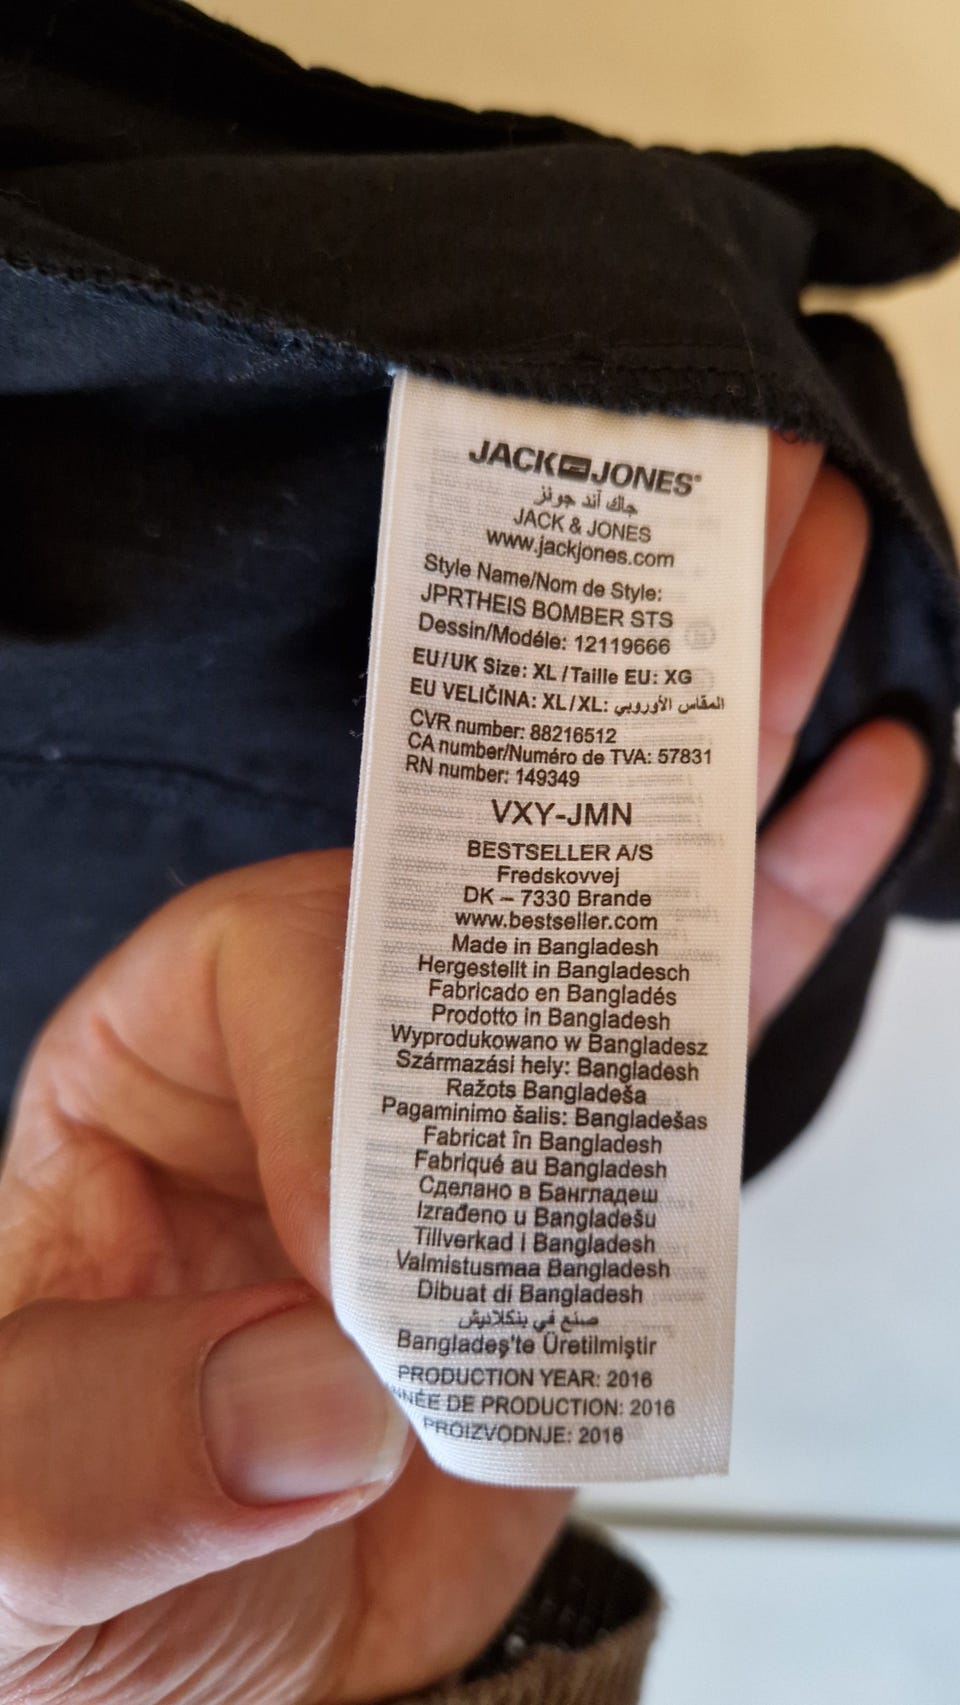 JACK JONES®
جاك آند جونز
JACK & JONES
www.jackjones.com
Style Name/Nom de Style:
JPRTHEIS BOMBER STS
Dessin/Modéle: 12119666
EU/UK Size: XL / Taille EU: XG
EU VELIČINA: XL/XL: المقاس الأوروبي
CVR number: 88216512
CA number/Numéro de TVA: 57831
RN number: 149349
VXY-JMN
BESTSELLER A/S
Fredskovvej
DK – 7330 Brande
www.bestseller.com
Made in Bangladesh
Hergestellt in Bangladesch
Fabricado en Bangladés
Prodotto in Bangladesh
Wyprodukowano w Bangladesz
Származási hely: Bangladesh
Ražots Bangladeša
Pagaminimo šalis: Bangladešas
Fabricat în Bangladesh
Fabriqué au Bangladesh
Сделано в Бангладеш
Izrađeno u Bangladešu
Tillverkad i Bangladesh
Valmistusmaa Bangladesh
Dibuat di Bangladesh
صنع في بنكلاديش
Bangladeş'te Üretilmiştir
PRODUCTION YEAR: 2016
ANNÉE DE PRODUCTION: 2016
PROIZVODNJE: 2016